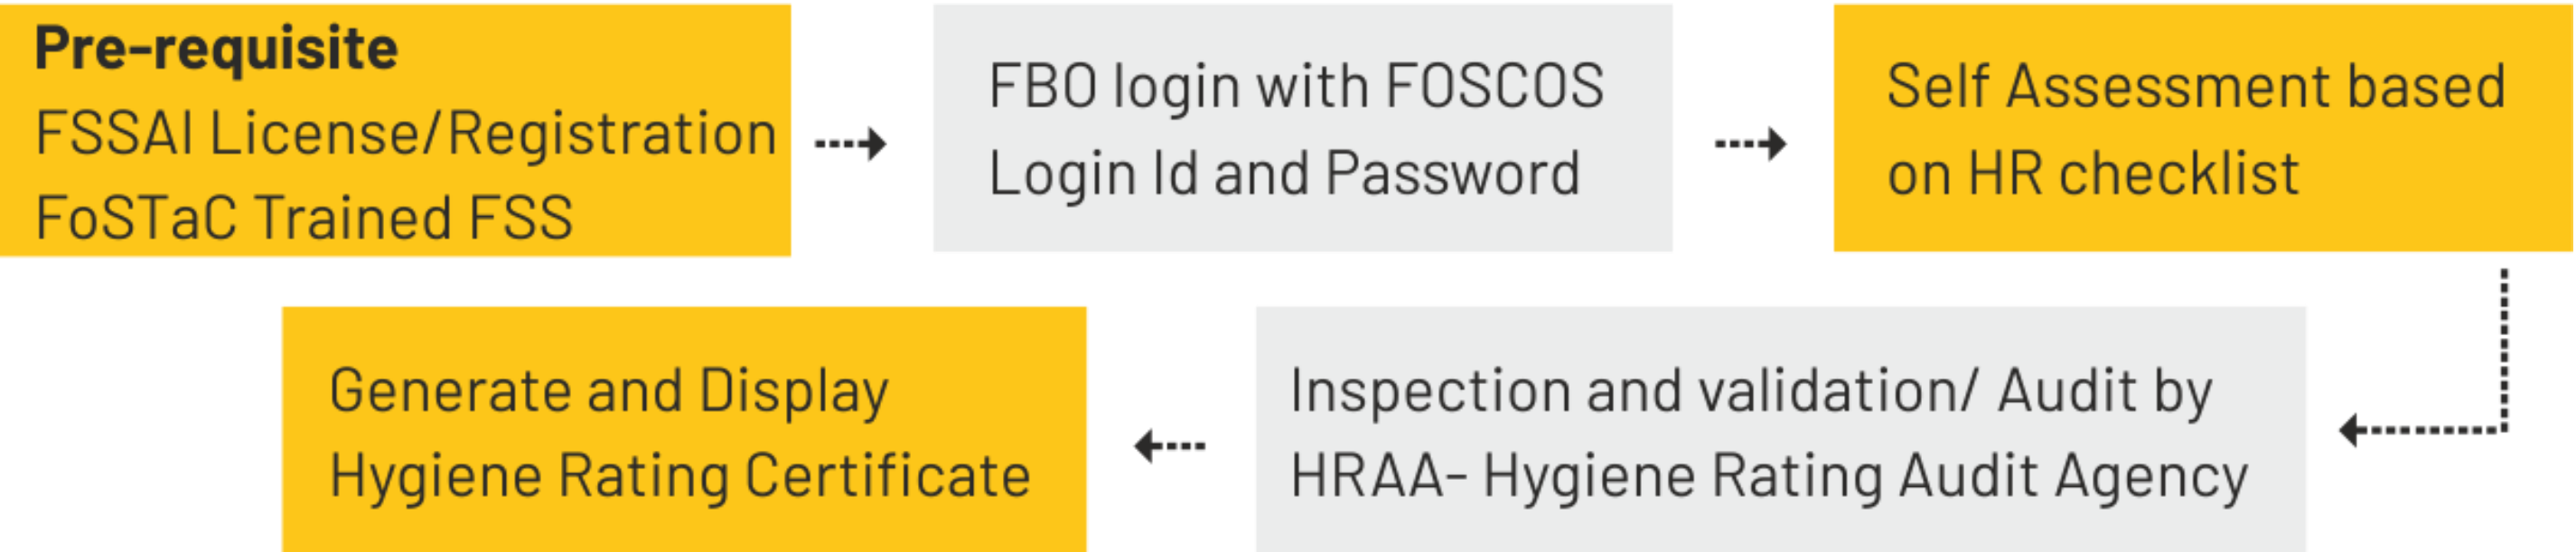 Pre-requisite
FSSAI License/Registration
FoSTaC Trained FSS
FBO login with FOSCOS
Login Id and Password
Self Assessment based
on HR checklist
Inspection and validation/ Audit by
HRAA- Hygiene Rating Audit Agency
Generate and Display
Hygiene Rating Certificate